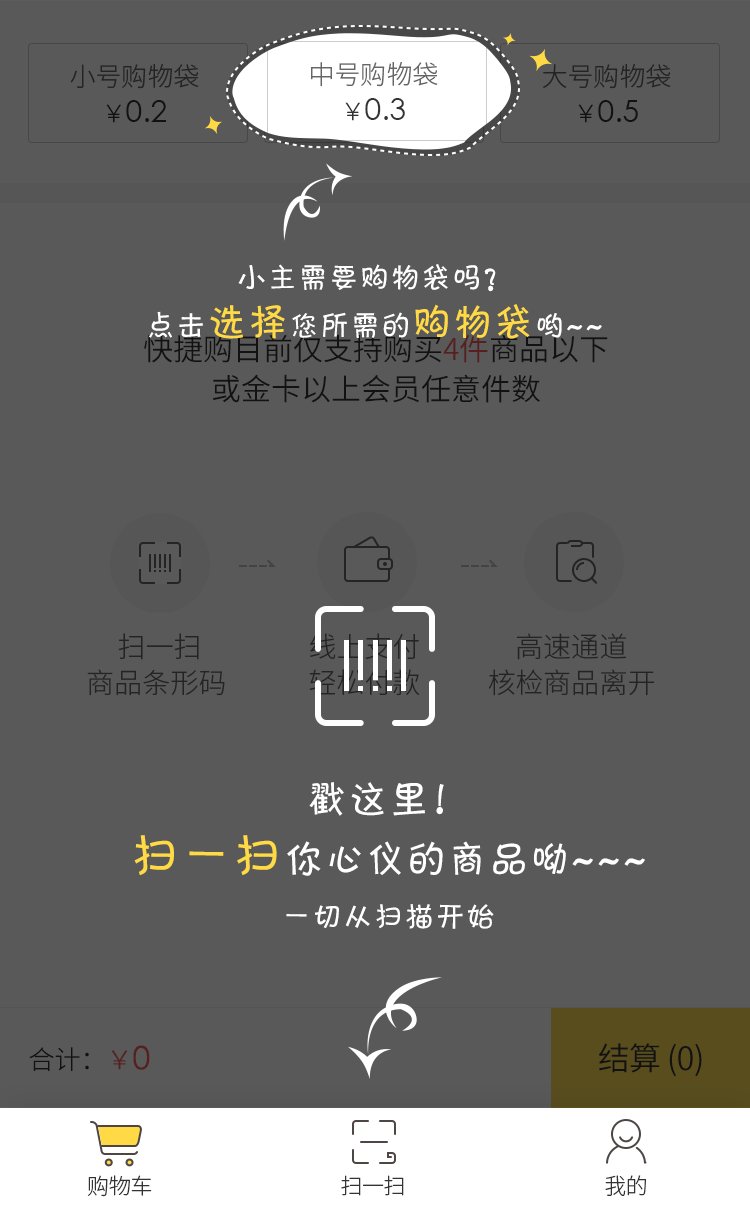 小号购物袋 中号购物袋 大号购物袋
¥0.2 ¥0.3 ¥0.5
小主需要购物袋吗?
点击选择您所需的购物袋呦~~
快捷购目前仅支持购买4件商品以下
或金卡以上会员任意件数
扫一扫 线上支付 高速通道
商品条形码 轻松付款 核检商品离开
戳这里!
扫一扫你心仪的商品呦~~~
一切从扫描开始
合计: ¥0 结算 (0)
购物车 扫一扫 我的